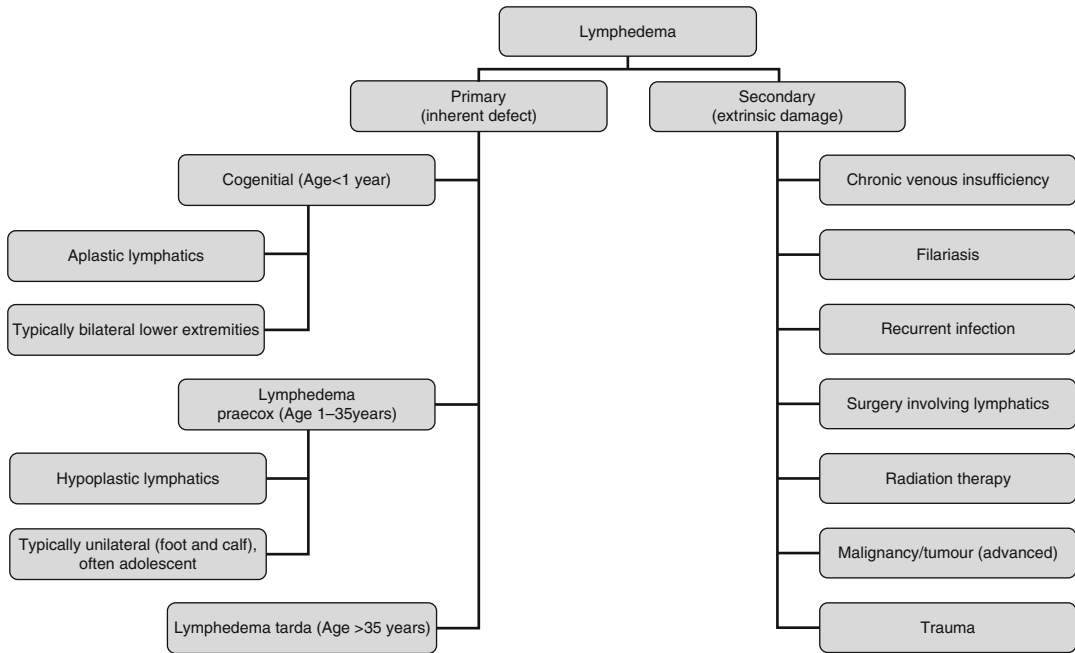 Lymphedema
Primary
(inherent defect)
Secondary
(extrinsic damage)
Cogenitial (Age<1 year)
Aplastic lymphatics
Typically bilateral lower extremities
Lymphedema
praecox (Age 1–35years)
Hypoplastic lymphatics
Typically unilateral (foot and calf),
often adolescent
Lymphedema tarda (Age >35 years)
Chronic venous insufficiency
Filariasis
Recurrent infection
Surgery involving lymphatics
Radiation therapy
Malignancy/tumour (advanced)
Trauma